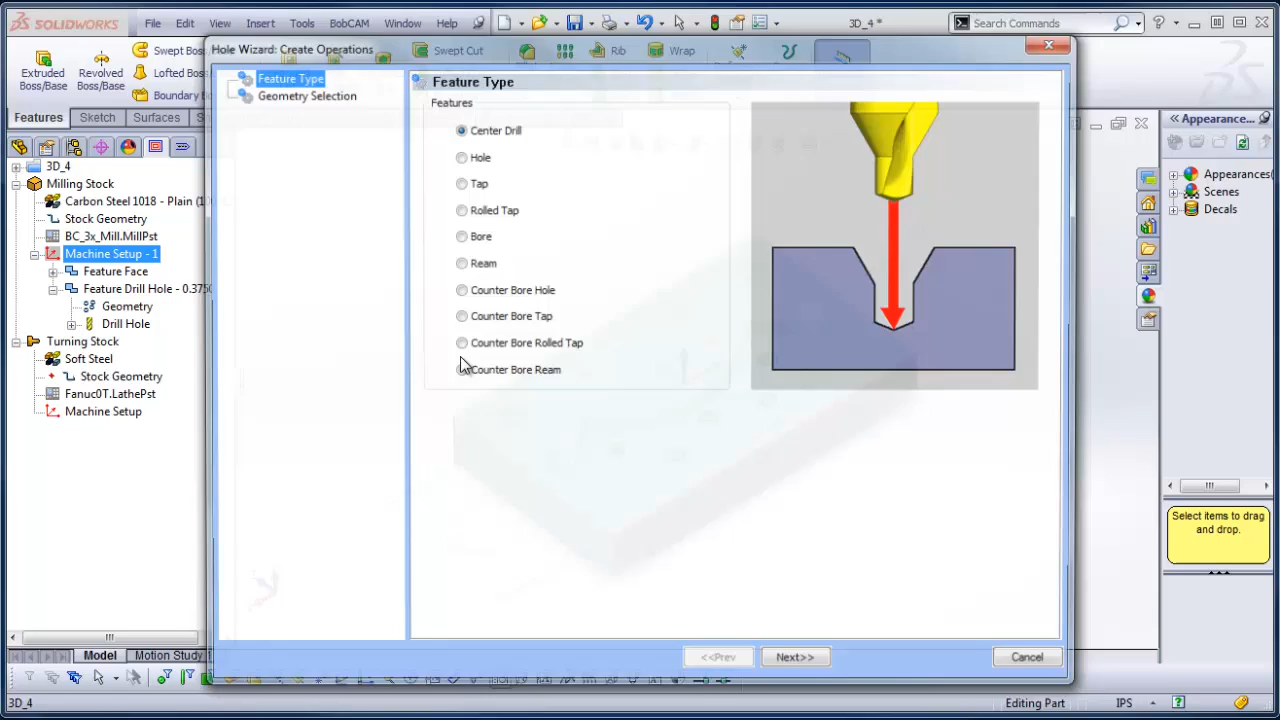 SOLIDWORKS
File
Edit
View
Insert
Tools
BobCAM
Window
Help
3D_4 *
Search Commands
Hole Wizard: Create Operations
Extruded
Boss/Base
Revolved
Boss/Base
Swept Bos
Lofted Bos
Boundary
Swept Cut
Rib
Wrap
Features
Sketch
Surfaces
3D_4
Milling Stock
Carbon Steel 1018 - Plain (10
Stock Geometry
BC_3x_Mill.MillPst
Machine Setup - 1
Feature Face
Feature Drill Hole - 0.375
Geometry
Drill Hole
Turning Stock
Soft Steel
Stock Geometry
Fanuc0T.LathePst
Machine Setup
Feature Type
Geometry Selection
Feature Type
Features
Center Drill
Hole
Tap
Rolled Tap
Bore
Ream
Counter Bore Hole
Counter Bore Tap
Counter Bore Rolled Tap
Counter Bore Ream
<<Prev
Next>>
Cancel
Appearance...
Appearances(
Scenes
Decals
Select items to drag
and drop.
Model
Motion Study
3D_4
Editing Part
IPS